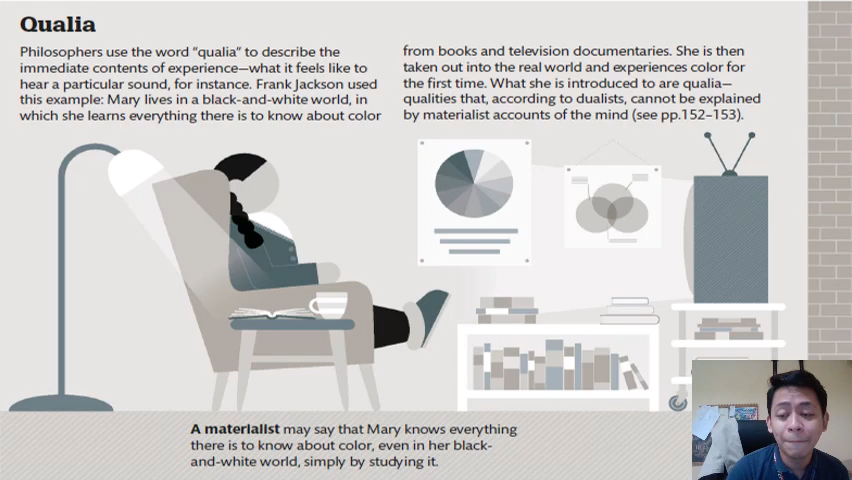 Qualia
Philosophers use the word "qualia" to describe the
immediate contents of experience—what it feels like to
hear a particular sound, for instance. Frank Jackson used
this example: Mary lives in a black-and-white world, in
which she learns everything there is to know about color
from books and television documentaries. She is then
taken out into the real world and experiences color for
the first time. What she is introduced to are qualia—
qualities that, according to dualists, cannot be explained
by materialist accounts of the mind (see pp.152–153).
A materialist may say that Mary knows everything
there is to know about color, even in her black-
and-white world, simply by studying it.